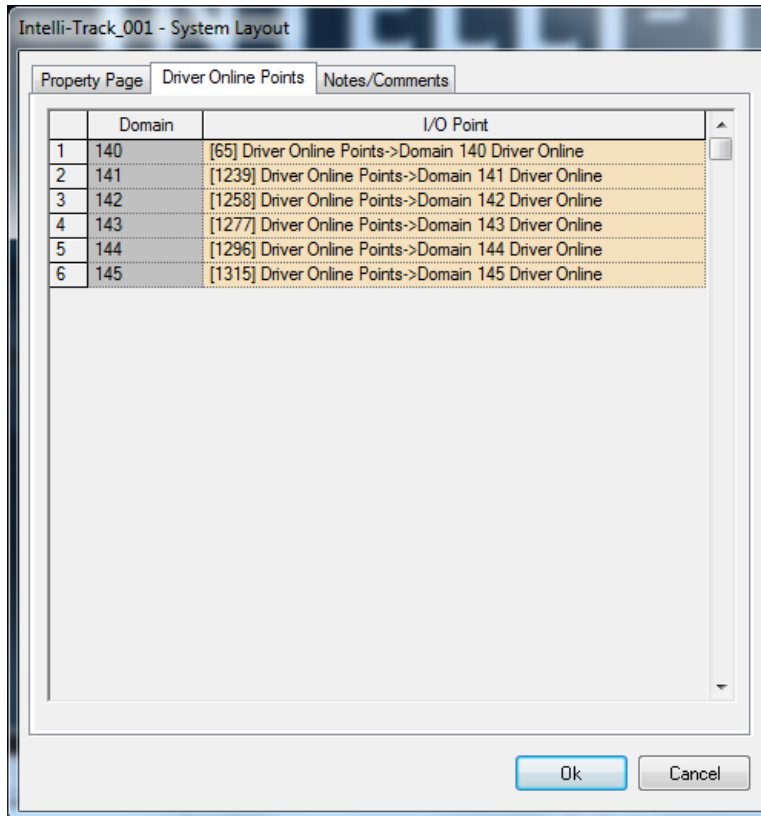 Intelli-Track_001 - System Layout
Property Page Driver Online Points Notes/Comments
Domain I/O Point
1 140 [65] Driver Online Points->Domain 140 Driver Online
2 141 [1239] Driver Online Points->Domain 141 Driver Online
3 142 [1258] Driver Online Points->Domain 142 Driver Online
4 143 [1277] Driver Online Points->Domain 143 Driver Online
5 144 [1296] Driver Online Points->Domain 144 Driver Online
6 145 [1315] Driver Online Points->Domain 145 Driver Online
Ok Cancel